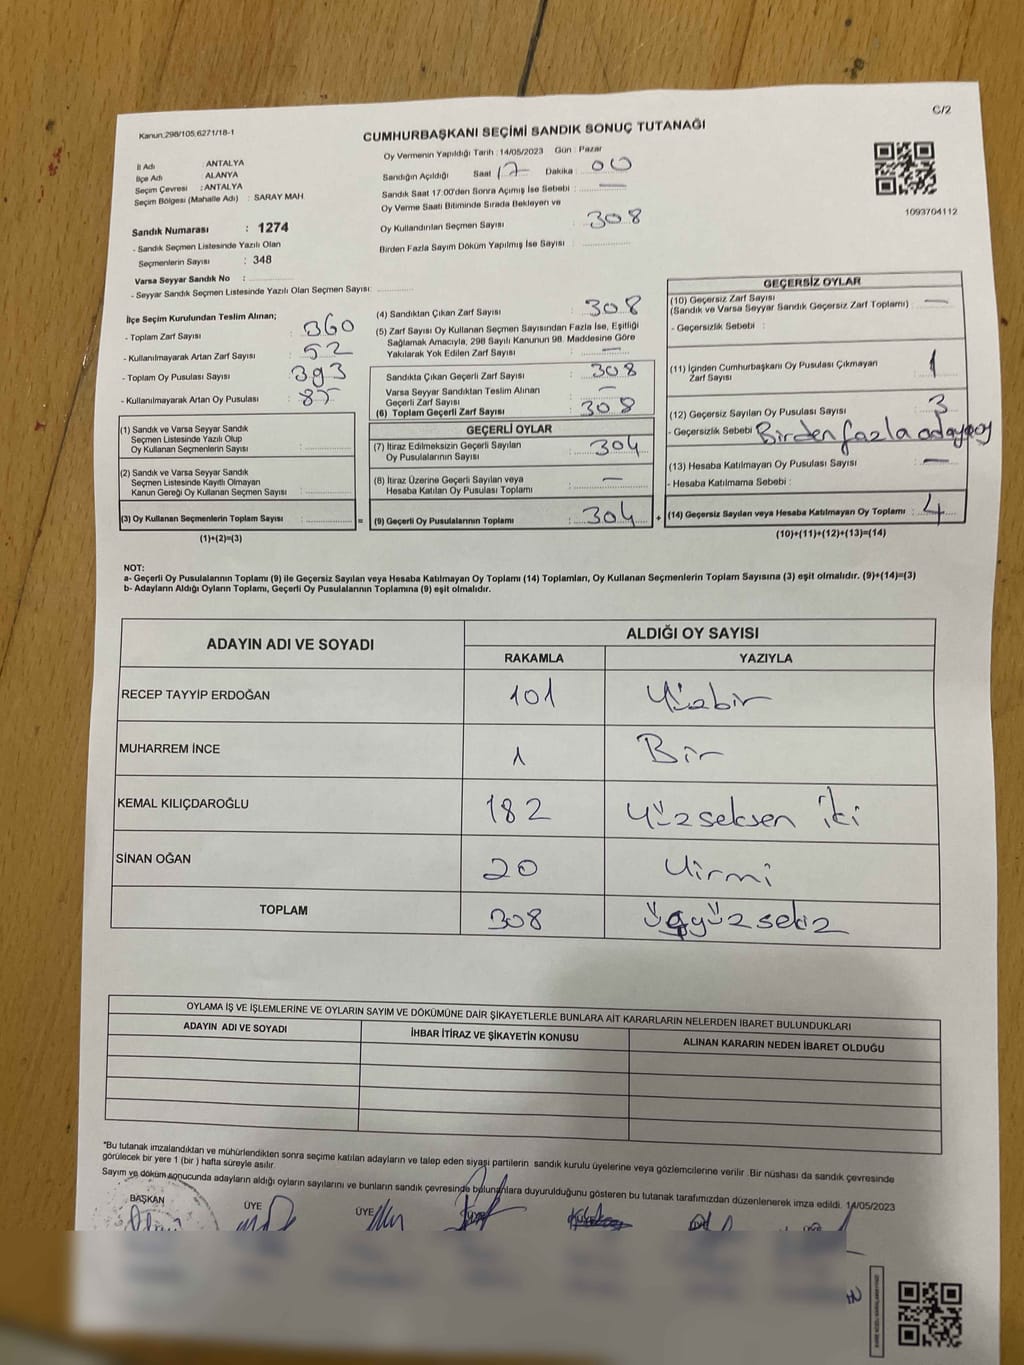 C/2
Kanun,298/105,6271/18-1
CUMHURBAŞKANI SEÇİMİ SANDIK SONUÇ TUTANAĞI
İl Adı : ANTALYA
İlçe Adı : ALANYA
Seçim Çevresi : ANTALYA
Seçim Bölgesi (Mahalle Adı) : SARAY MAH
Sandık Numarası : 1274
- Sandık Seçmen Listesinde Yazılı Olan
Seçmenlerin Sayısı : 348
Varsa Seyyar Sandık No :
- Seyyar Sandık Seçmen Listesinde Yazılı Olan Seçmen Sayısı:
Oy Vermenin Yapıldığı Tarih : 14/05/2023 Gün : Pazar
Sandığın Açıldığı Saat 17 Dakika : 00
Sandık Saat 17:00'den Sonra Açımış İse Sebebi : —
Oy Verme Saati Bitiminde Sırada Bekleyen ve
Oy Kullandırılan Seçmen Sayısı : 308
Birden Fazla Sayım Döküm Yapılmış İse Sayısı :
1093704112
İlçe Seçim Kurulundan Teslim Alınan;
- Toplam Zarf Sayısı : 360
- Kullanılmayarak Artan Zarf Sayısı : 52
- Toplam Oy Pusulası Sayısı : 393
- Kullanılmayarak Artan Oy Pusulası : 85
(1) Sandık ve Varsa Seyyar Sandık
Seçmen Listesinde Yazılı Olup
Oy Kullanan Seçmenlerin Sayısı :
(2) Sandık ve Varsa Seyyar Sandık
Seçmen Listesinde Kayıtlı Olmayan
Kanun Gereği Oy Kullanan Seçmen Sayısı :
(3) Oy Kullanan Seçmenlerin Toplam Sayısı : =
(1)+(2)=(3)
(4) Sandıktan Çıkan Zarf Sayısı : 308
(5) Zarf Sayısı Oy Kullanan Seçmen Sayısından Fazla İse, Eşitliği
Sağlamak Amacıyla, 298 Sayılı Kanunun 98. Maddesine Göre
Yakılarak Yok Edilen Zarf Sayısı : —
Sandıkta Çıkan Geçerli Zarf Sayısı : 308
Varsa Seyyar Sandıktan Teslim Alınan
Geçerli Zarf Sayısı : —
(6) Toplam Geçerli Zarf Sayısı : 308
GEÇERLİ OYLAR
(7) İtiraz Edilmeksizin Geçerli Sayılan
Oy Pusulalarının Sayısı : 304
(8) İtiraz Üzerine Geçerli Sayılan veya
Hesaba Katılan Oy Pusulası Toplamı : —
(9) Geçerli Oy Pusulalarının Toplamı : 304 +
GEÇERSİZ OYLAR
(10) Geçersiz Zarf Sayısı
(Sandık ve Varsa Seyyar Sandık Geçersiz Zarf Toplamı) : —
- Geçersizlik Sebebi :
(11) İçinden Cumhurbaşkanı Oy Pusulası Çıkmayan
Zarf Sayısı : 1
(12) Geçersiz Sayılan Oy Pusulası Sayısı : 3
- Geçersizlik Sebebi Birden fazla adaya oy
(13) Hesaba Katılmayan Oy Pusulası Sayısı : —
- Hesaba Katılmama Sebebi :
(14) Geçersiz Sayılan veya Hesaba Katılmayan Oy Toplamı : 4
(10)+(11)+(12)+(13)=(14)
NOT:
a- Geçerli Oy Pusulalarının Toplamı (9) ile Geçersiz Sayılan veya Hesaba Katılmayan Oy Toplamı (14) Toplamları, Oy Kullanan Seçmenlerin Toplam Sayısına (3) eşit olmalıdır. (9)+(14)=(3)
b- Adayların Aldığı Oyların Toplamı, Geçerli Oy Pusulalarının Toplamına (9) eşit olmalıdır.
ADAYIN ADI VE SOYADI
ALDIĞI OY SAYISI
RAKAMLA YAZIYLA
RECEP TAYYİP ERDOĞAN 101 Yüzbir
MUHARREM İNCE 1 Bir
KEMAL KILIÇDAROĞLU 182 Yüzseksen iki
SİNAN OĞAN 20 Yirmi
TOPLAM 308 üçyüzsekiz
OYLAMA İŞ VE İŞLEMLERİNE VE OYLARIN SAYIM VE DÖKÜMÜNE DAİR ŞİKAYETLERLE BUNLARA AİT KARARLARIN NELERDEN İBARET BULUNDUKLARI
ADAYIN ADI VE SOYADI İHBAR İTİRAZ VE ŞİKAYETİN KONUSU ALINAN KARARIN NEDEN İBARET OLDUĞU
*Bu tutanak imzalandıktan ve mühürlendikten sonra seçime katılan adayların ve talep eden siyasi partilerin sandık kurulu üyelerine veya gözlemcilerine verilir .Bir nüshası da sandık çevresinde
görülecek bir yere 1 (bir ) hafta süreyle asılır.
Sayım ve döküm sonucunda adayların aldığı oyların sayılarını ve bunların sandık çevresinde bulunanlara duyurulduğunu gösteren bu tutanak tarafımızdan düzenlenerek imza edildi. 14/05/2023
BAŞKAN ÜYE ÜYE